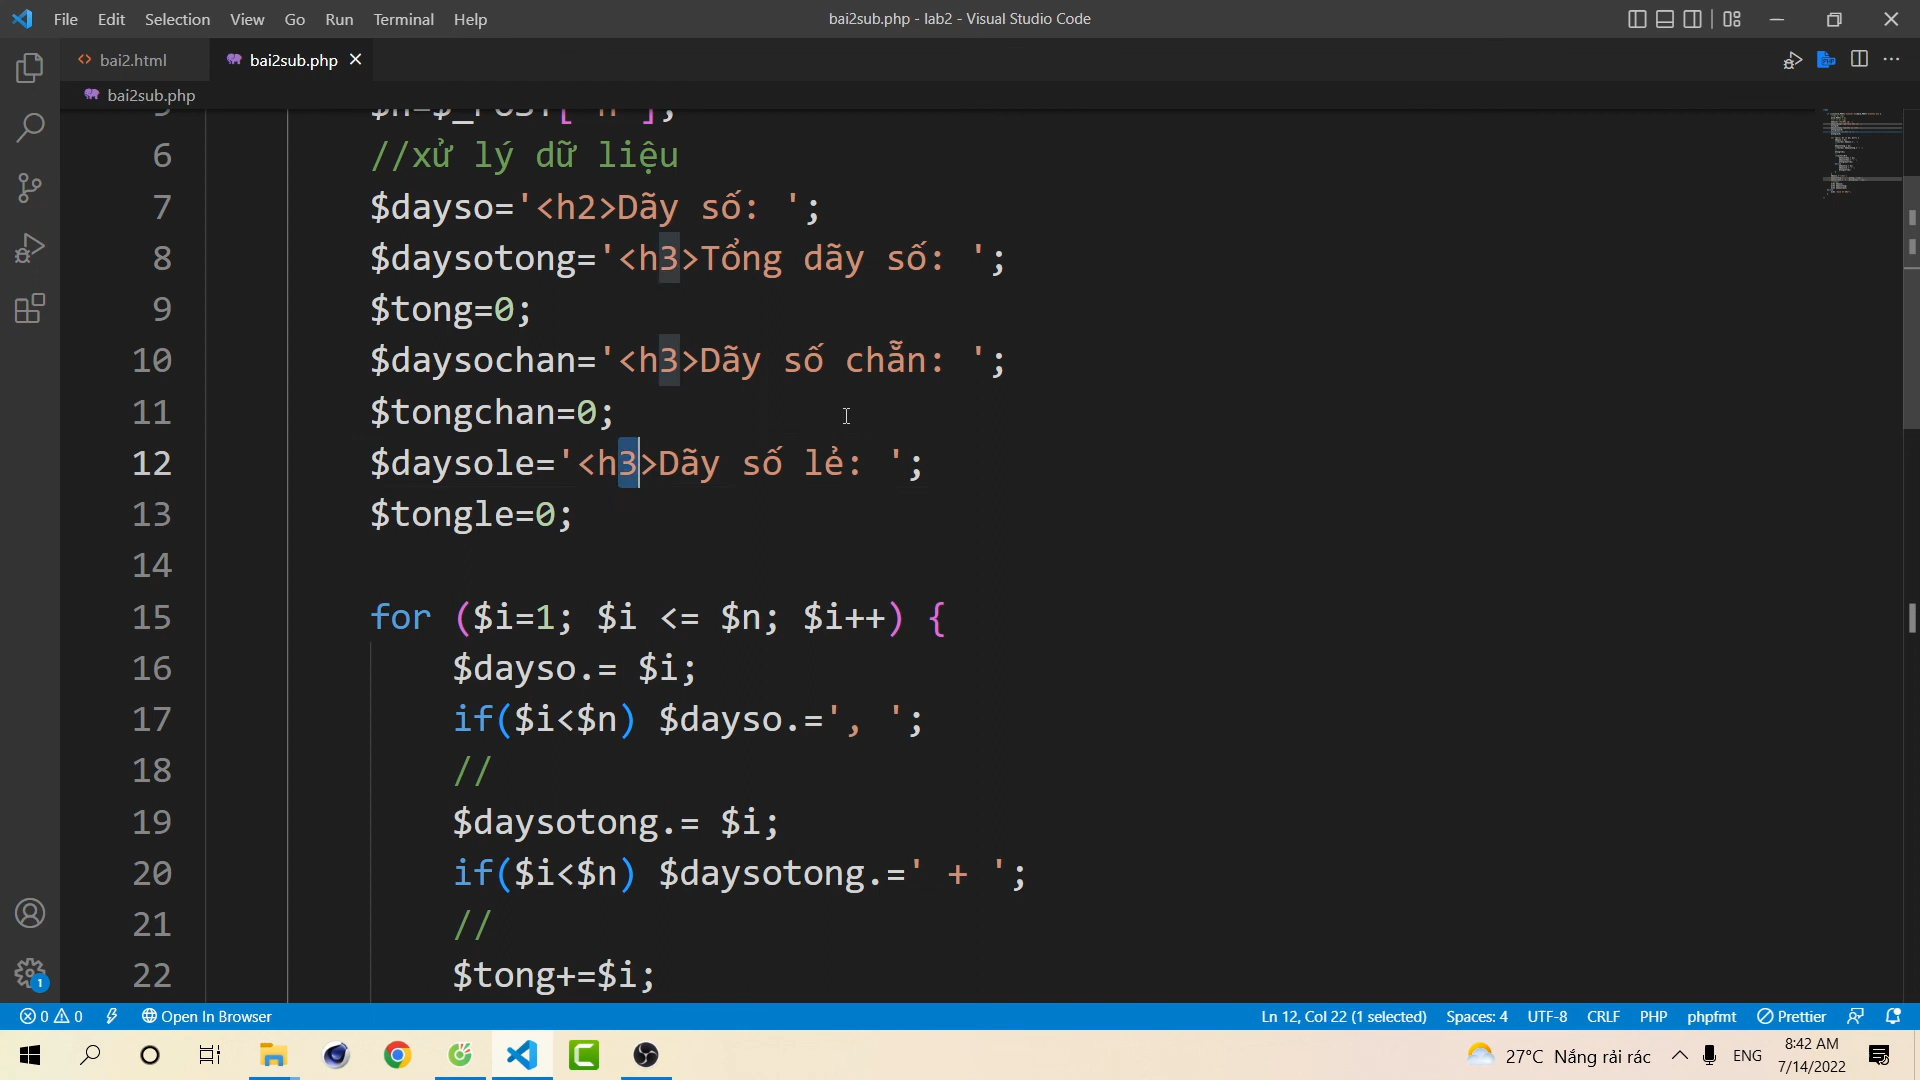 File Edit Selection View Go Run Terminal Help
bai2sub.php - lab2 - Visual Studio Code
bai2.html
bai2sub.php
bai2sub.php
6 //xử lý dữ liệu
7 $dayso='<h2>Dãy số: ';
8 $daysotong='<h3>Tổng dãy số: ';
9 $tong=0;
10 $daysochan='<h3>Dãy số chẵn: ';
11 $tongchan=0;
12 $daysole='<h3>Dãy số lẻ: ';
13 $tongle=0;
14
15 for ($i=1; $i <= $n; $i++) {
16 $dayso.= $i;
17 if($i<$n) $dayso.=', ';
18 //
19 $daysotong.= $i;
20 if($i<$n) $daysotong.=' + ';
21 //
22 $tong+=$i;
1
0 0 Open In Browser Ln 12, Col 22 (1 selected) Spaces: 4 UTF-8 CRLF PHP phpfmt Prettier
27°C Nắng rải rác ENG
8:42 AM
7/14/2022